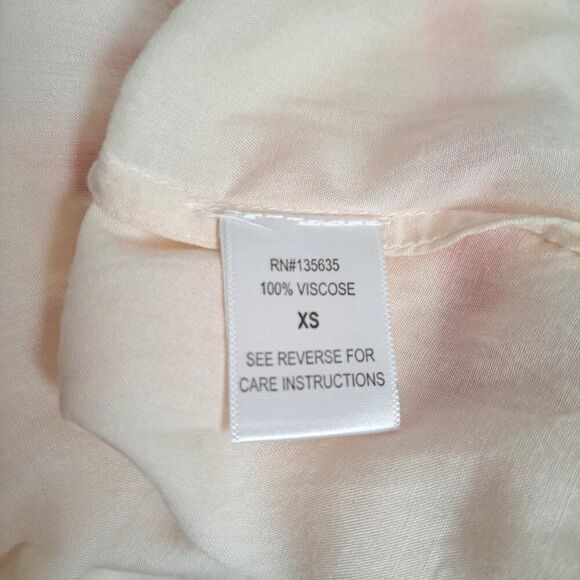 RN#135635
100% VISCOSE
XS
SEE REVERSE FOR
CARE INSTRUCTIONS